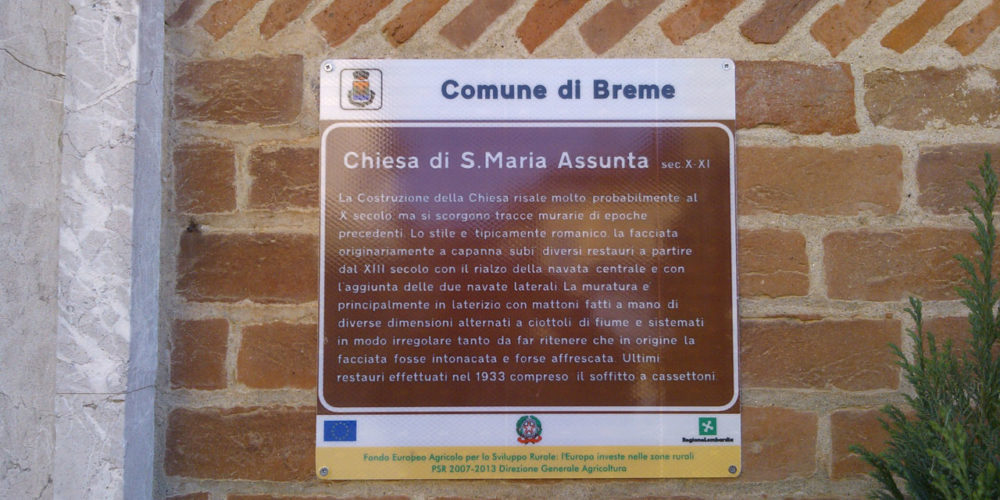 Comune di Breme
Chiesa di S.Maria Assunta sec.X-XI
La Costruzione della Chiesa risale molto probabilmente al
X secolo, ma si scorgono tracce murarie di epoche
precedenti. Lo stile e' tipicamente romanico, la facciata
originariamente a capanna subi' diversi restauri a partire
dal XIII secolo con il rialzo della navata centrale e con
l'aggiunta delle due navate laterali. La muratura e'
principalmente in laterizio con mattoni fatti a mano, di
diverse dimensioni alternati a ciottoli di fiume e sistemati
in modo irregolare tanto da far ritenere che in origine la
facciata fosse intonacata e forse affrescata. Ultimi
restauri effettuati nel 1933 compreso il soffitto a cassettoni.
RegioneLombardia
Fondo Europeo Agricolo per lo Sviluppo Rurale: l'Europa investe nelle zone rurali
PSR 2007-2013 Direzione Generale Agricoltura